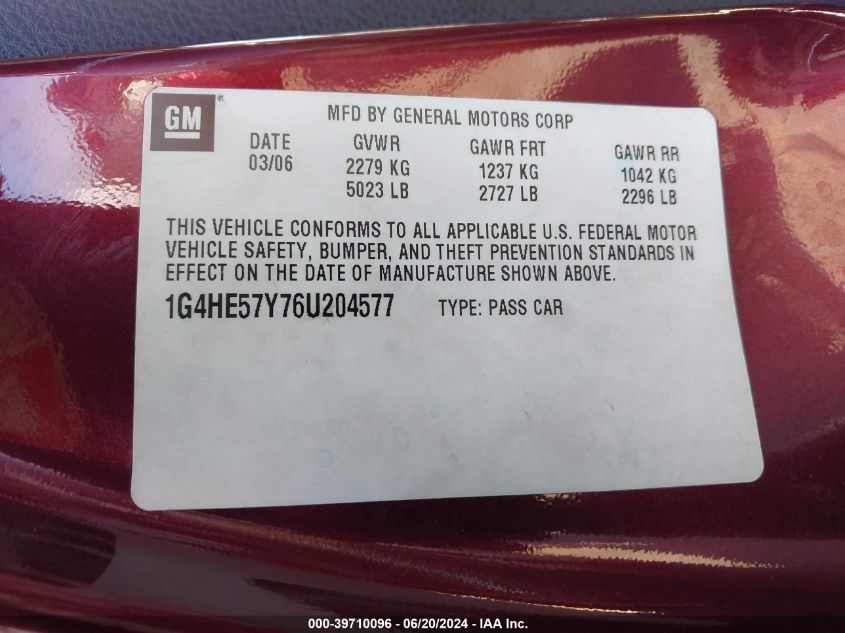 GM
MFD BY GENERAL MOTORS CORP
DATE GVWR GAWR FRT GAWR RR
03/06 2279 KG 1237 KG 1042 KG
5023 LB 2727 LB 2296 LB
THIS VEHICLE CONFORMS TO ALL APPLICABLE U.S. FEDERAL MOTOR
VEHICLE SAFETY, BUMPER, AND THEFT PREVENTION STANDARDS IN
EFFECT ON THE DATE OF MANUFACTURE SHOWN ABOVE.
1G4HE57Y76U204577 TYPE: PASS CAR
000-39710096 - 06/20/2024 - IAA Inc.